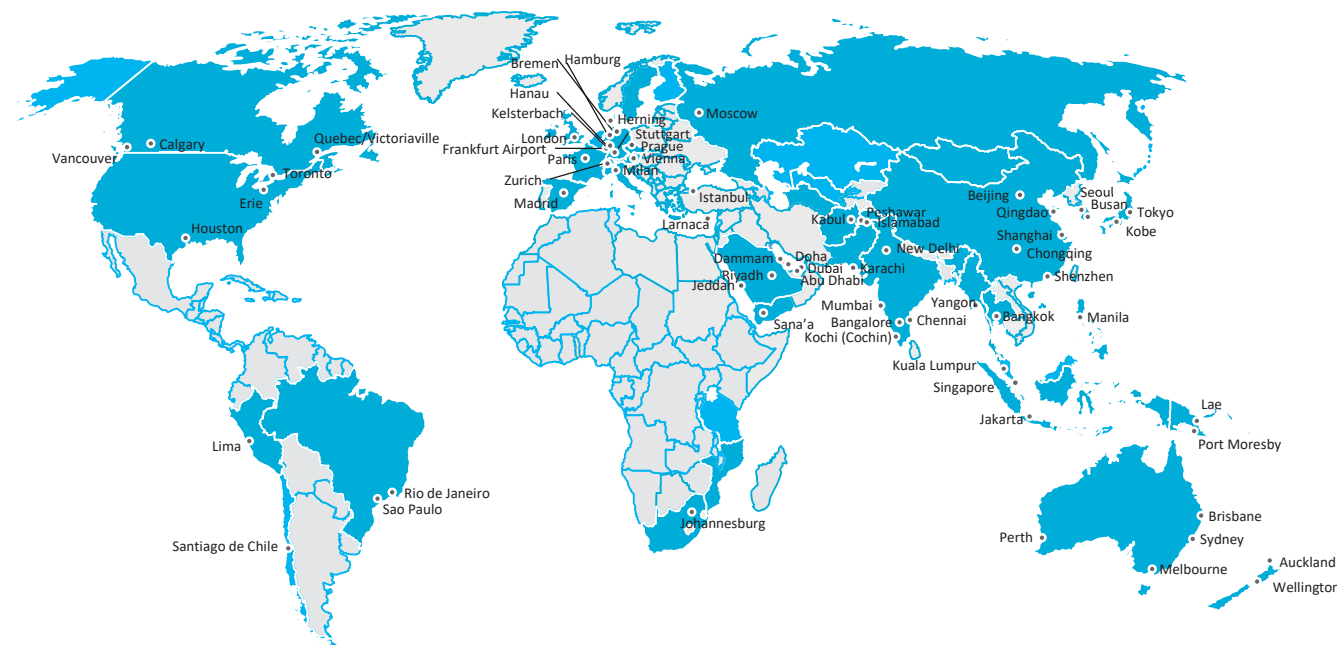 Bremen
Hamburg
Hanau
Kelsterbach
Herning
Moscow
London
Stuttgart
Frankfurt Airport
Prague
Paris
Vienna
Milan
Zurich
Madrid
Istanbul
Larnaca
Vancouver
Calgary
Quebec/Victoriaville
Toronto
Erie
Houston
Beijing
Seoul
Qingdao
Busan
Tokyo
Kobe
Kabul
Peshawar
Islamabad
Shanghai
New Delhi
Chongqing
Dammam
Doha
Riyadh
Dubai
Karachi
Jeddah
Abu Dhabi
Shenzhen
Mumbai
Yangon
Sana’a
Bangalore
Chennai
Bangkok
Manila
Kochi (Cochin)
Kuala Lumpur
Singapore
Jakarta
Lae
Port Moresby
Lima
Rio de Janeiro
Sao Paulo
Santiago de Chile
Johannesburg
Perth
Brisbane
Sydney
Melbourne
Auckland
Wellington